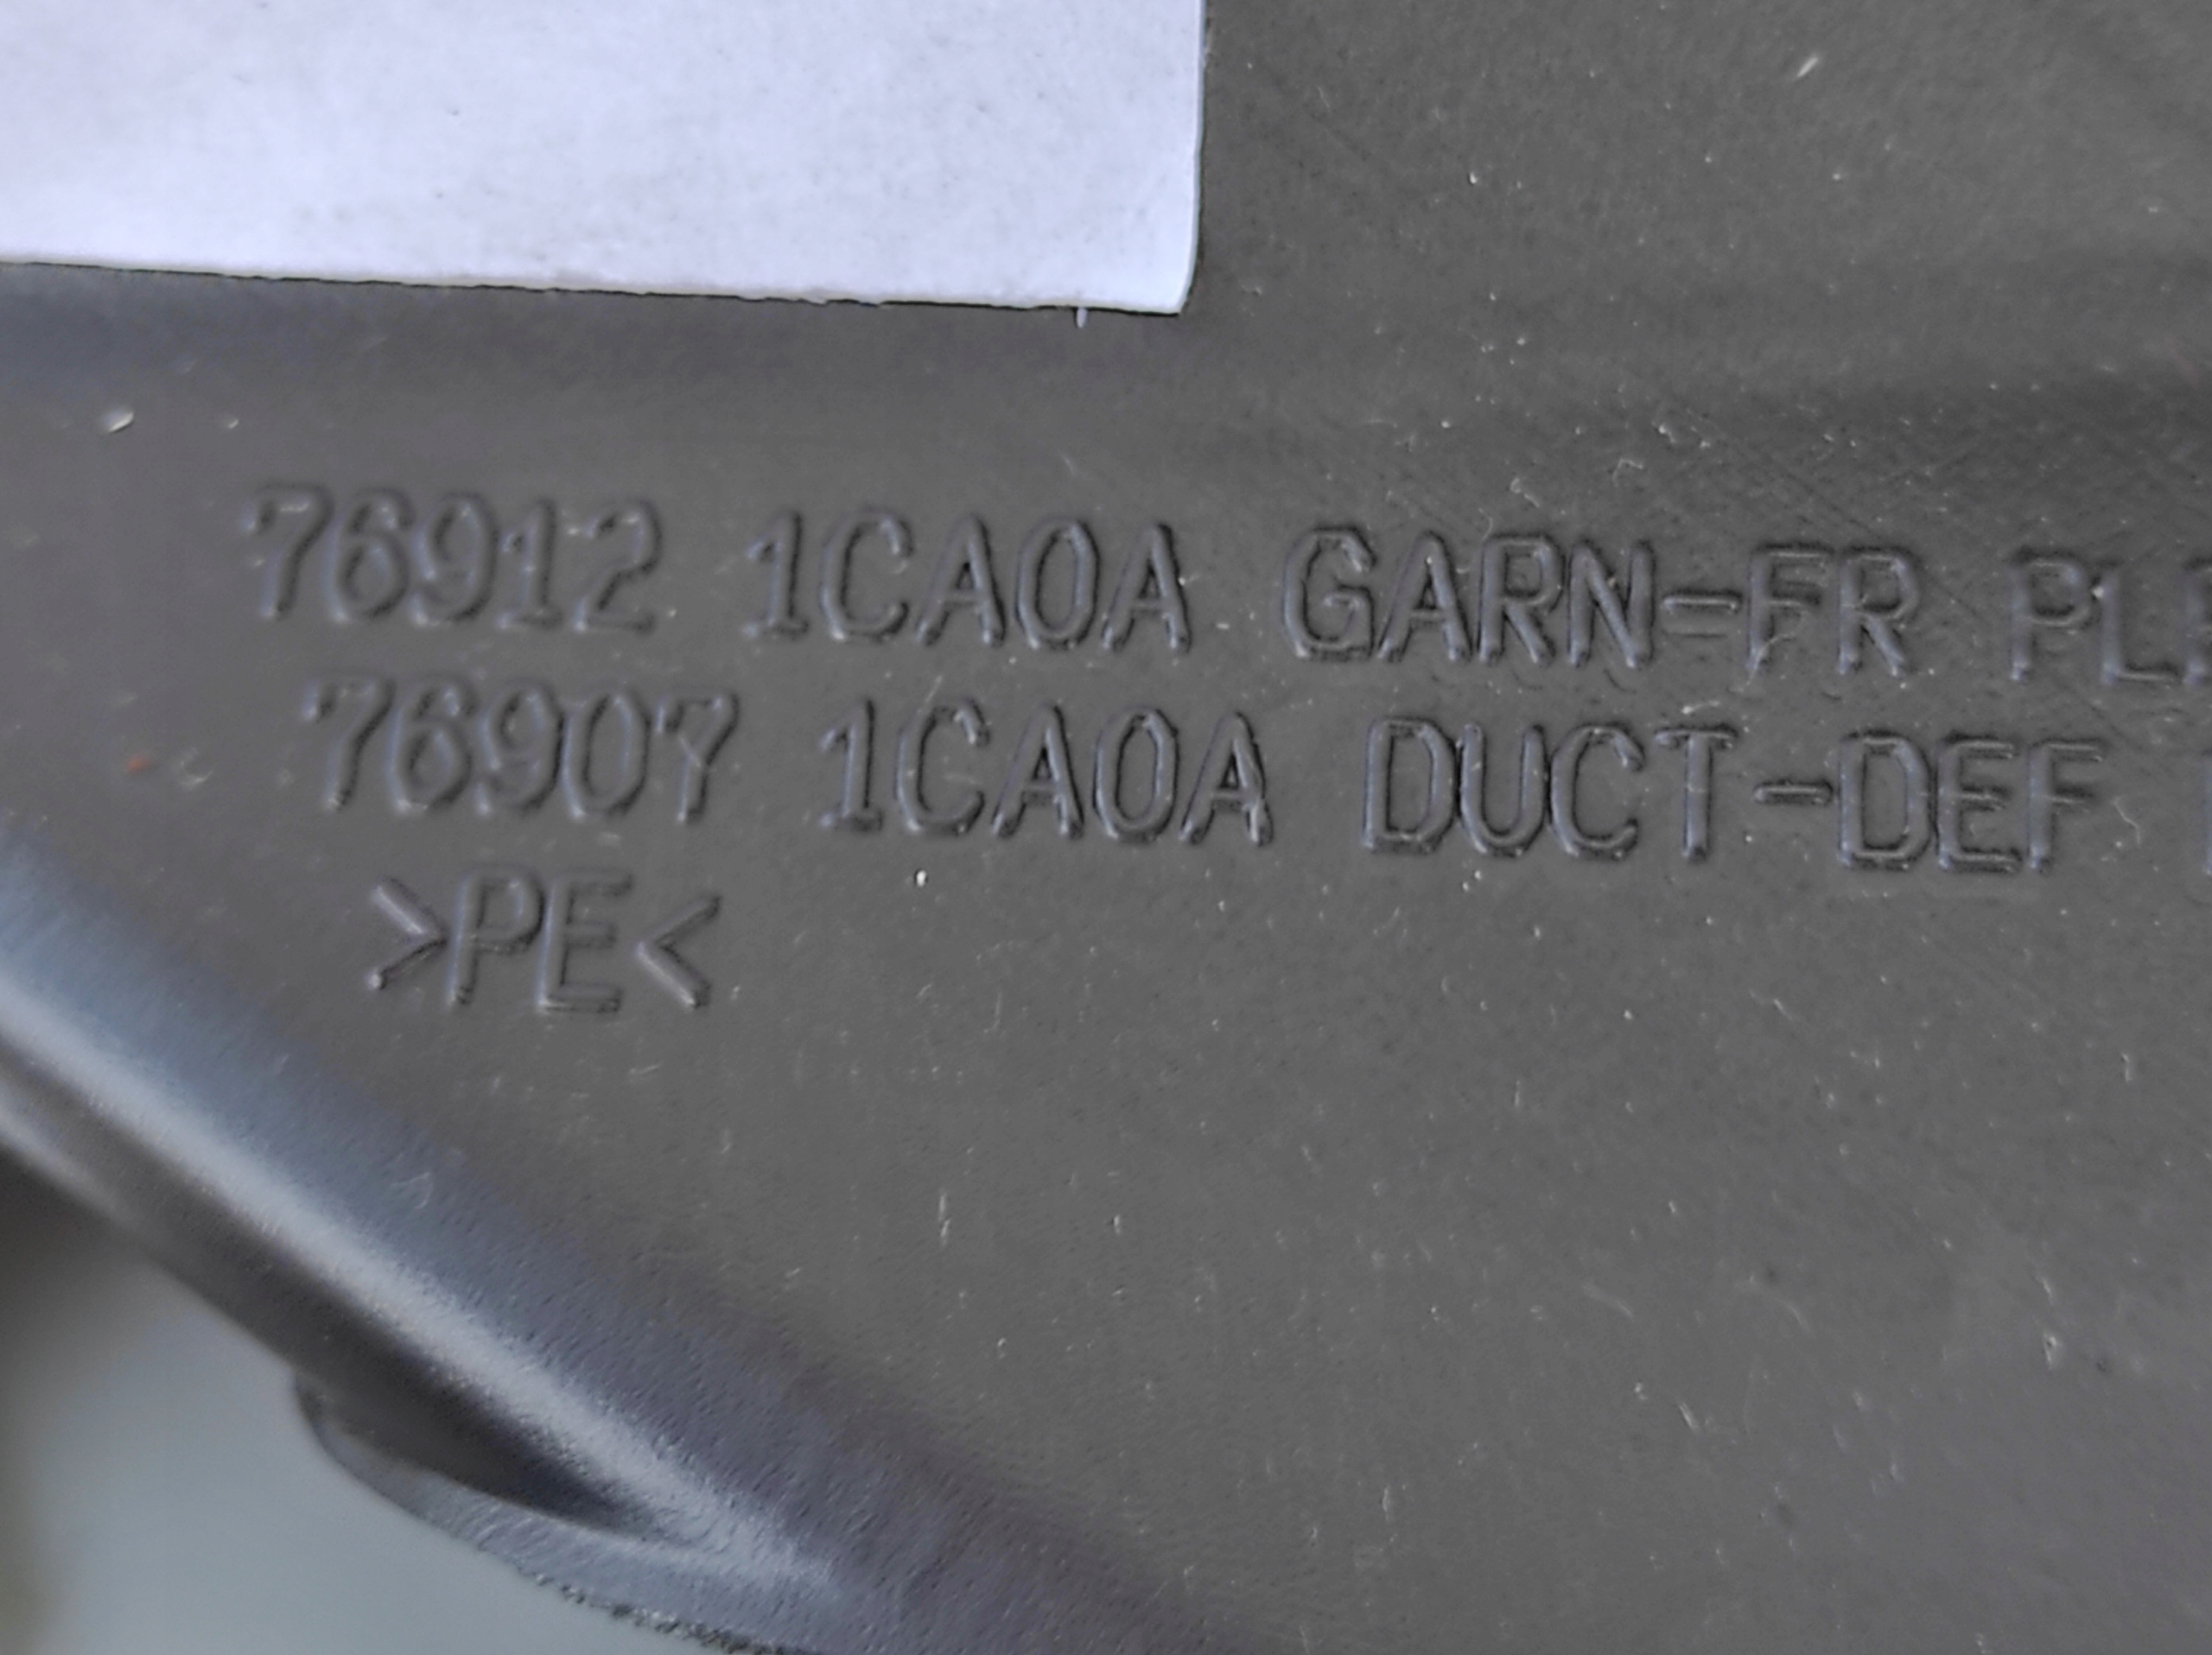 76912 1CA0A GARN-FR
76907 1CA0A DUCT-DEF
>PE<